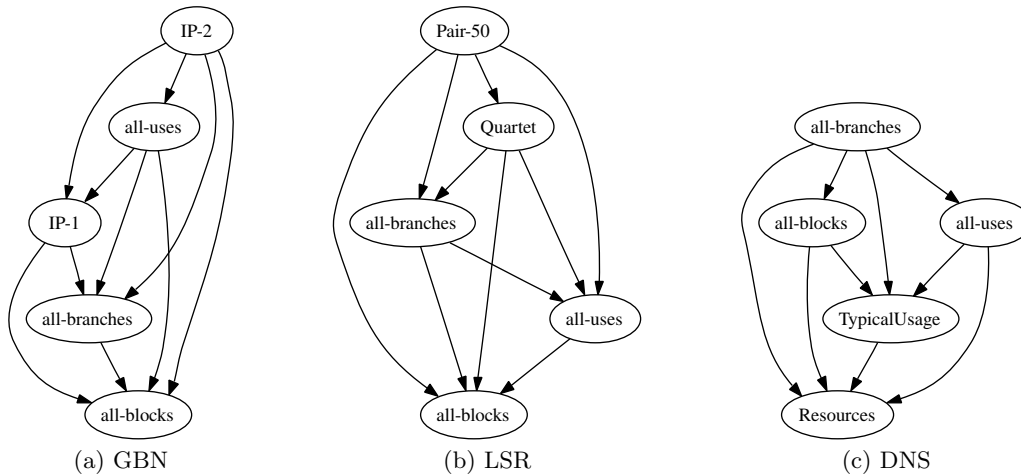 IP-2
all-uses
IP-1
all-branches
all-blocks
(a) GBN
Pair-50
Quartet
all-branches
all-uses
all-blocks
(b) LSR
all-branches
all-blocks
all-uses
TypicalUsage
Resources
(c) DNS